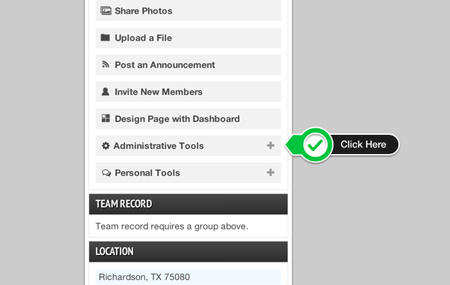 Share Photos
Upload a File
Post an Announcement
Invite New Members
Design Page with Dashboard
Administrative Tools +
Click Here
Personal Tools +
TEAM RECORD
Team record requires a group above.
LOCATION
Richardson, TX 75080